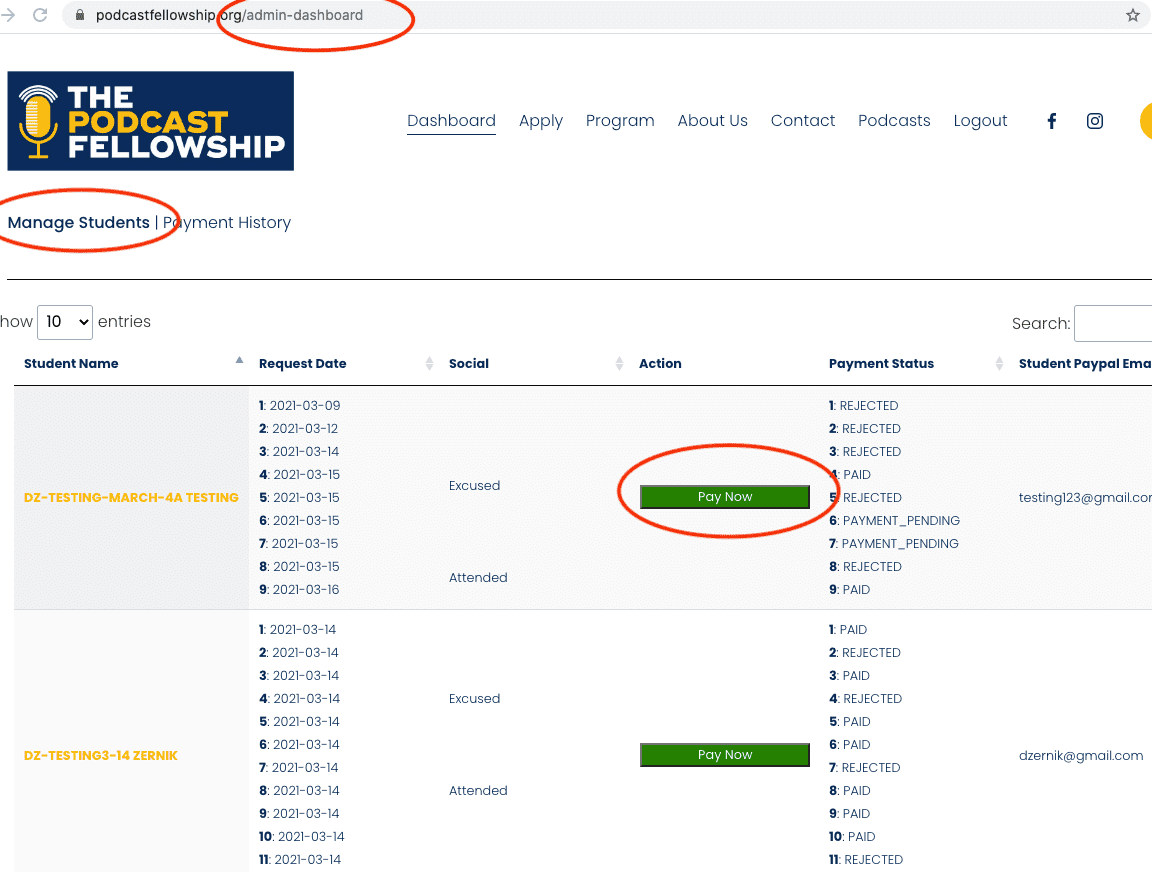 podcastfellowship.org/admin-dashboard
THE
PODCAST
FELLOWSHIP
Dashboard Apply Program About Us Contact Podcasts Logout
Manage Students | Payment History
how 10 entries Search:
Student Name Request Date Social Action Payment Status Student Paypal Ema
1: 2021-03-09 1: REJECTED
2: 2021-03-12 2: REJECTED
3: 2021-03-14 3: REJECTED
4: 2021-03-15 4: PAID
Excused
DZ-TESTING-MARCH-4A TESTING 5: 2021-03-15 Pay Now 5: REJECTED testing123@gmail.cor
6: 2021-03-15 6: PAYMENT_PENDING
7: 2021-03-15 7: PAYMENT_PENDING
8: 2021-03-15 8: REJECTED
Attended
9: 2021-03-16 9: PAID
1: 2021-03-14 1: PAID
2: 2021-03-14 2: REJECTED
3: 2021-03-14 3: PAID
4: 2021-03-14 Excused 4: REJECTED
5: 2021-03-14 5: PAID
6: 2021-03-14 6: PAID
DZ-TESTING3-14 ZERNIK Pay Now dzernik@gmail.com
7: 2021-03-14 7: REJECTED
8: 2021-03-14 Attended 8: PAID
9: 2021-03-14 9: PAID
10: 2021-03-14 10: PAID
11: 2021-03-14 11: REJECTED